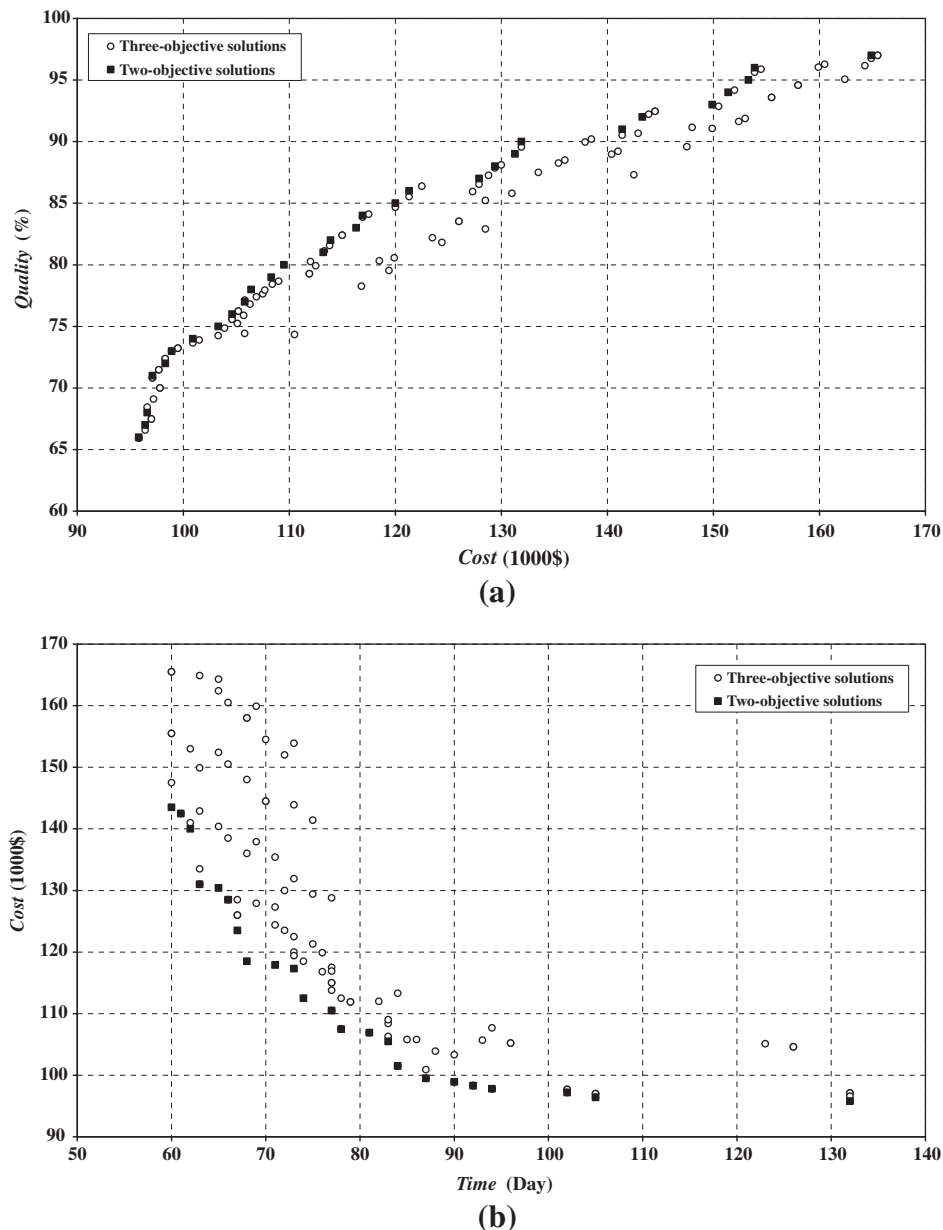 100
95
90
85
80
75
70
65
60
Quality (%)
Three-objective solutions
Two-objective solutions
90 100 110 120 130 140 150 160 170
Cost (1000$)
(a)
170
160
150
140
130
120
110
100
90
Cost (1000$)
Three-objective solutions
Two-objective solutions
50 60 70 80 90 100 110 120 130 140
Time (Day)
(b)